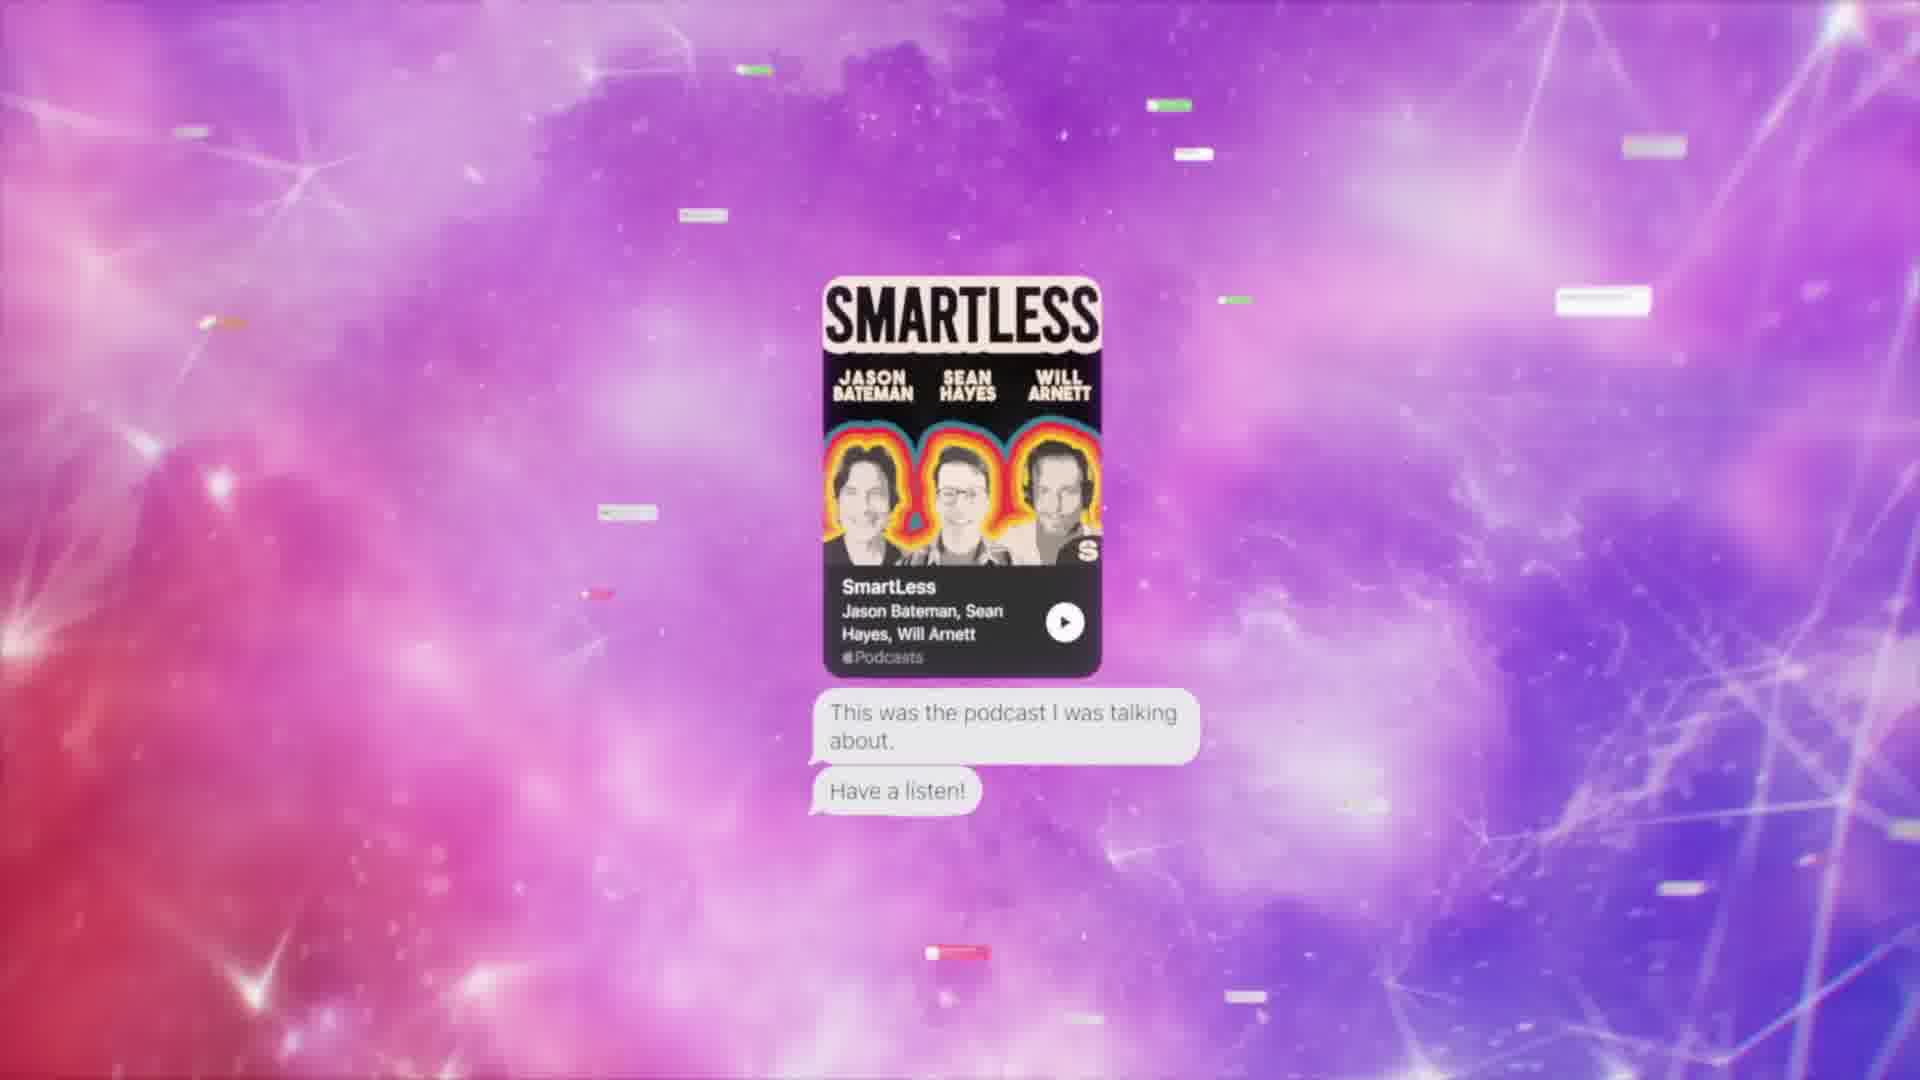 SMARTLESS
JASON BATEMAN
SEAN HAYES
WILL ARNETT
S
SmartLess
Jason Bateman, Sean
Hayes, Will Arnett
Podcasts
This was the podcast I was talking
about.
Have a listen!